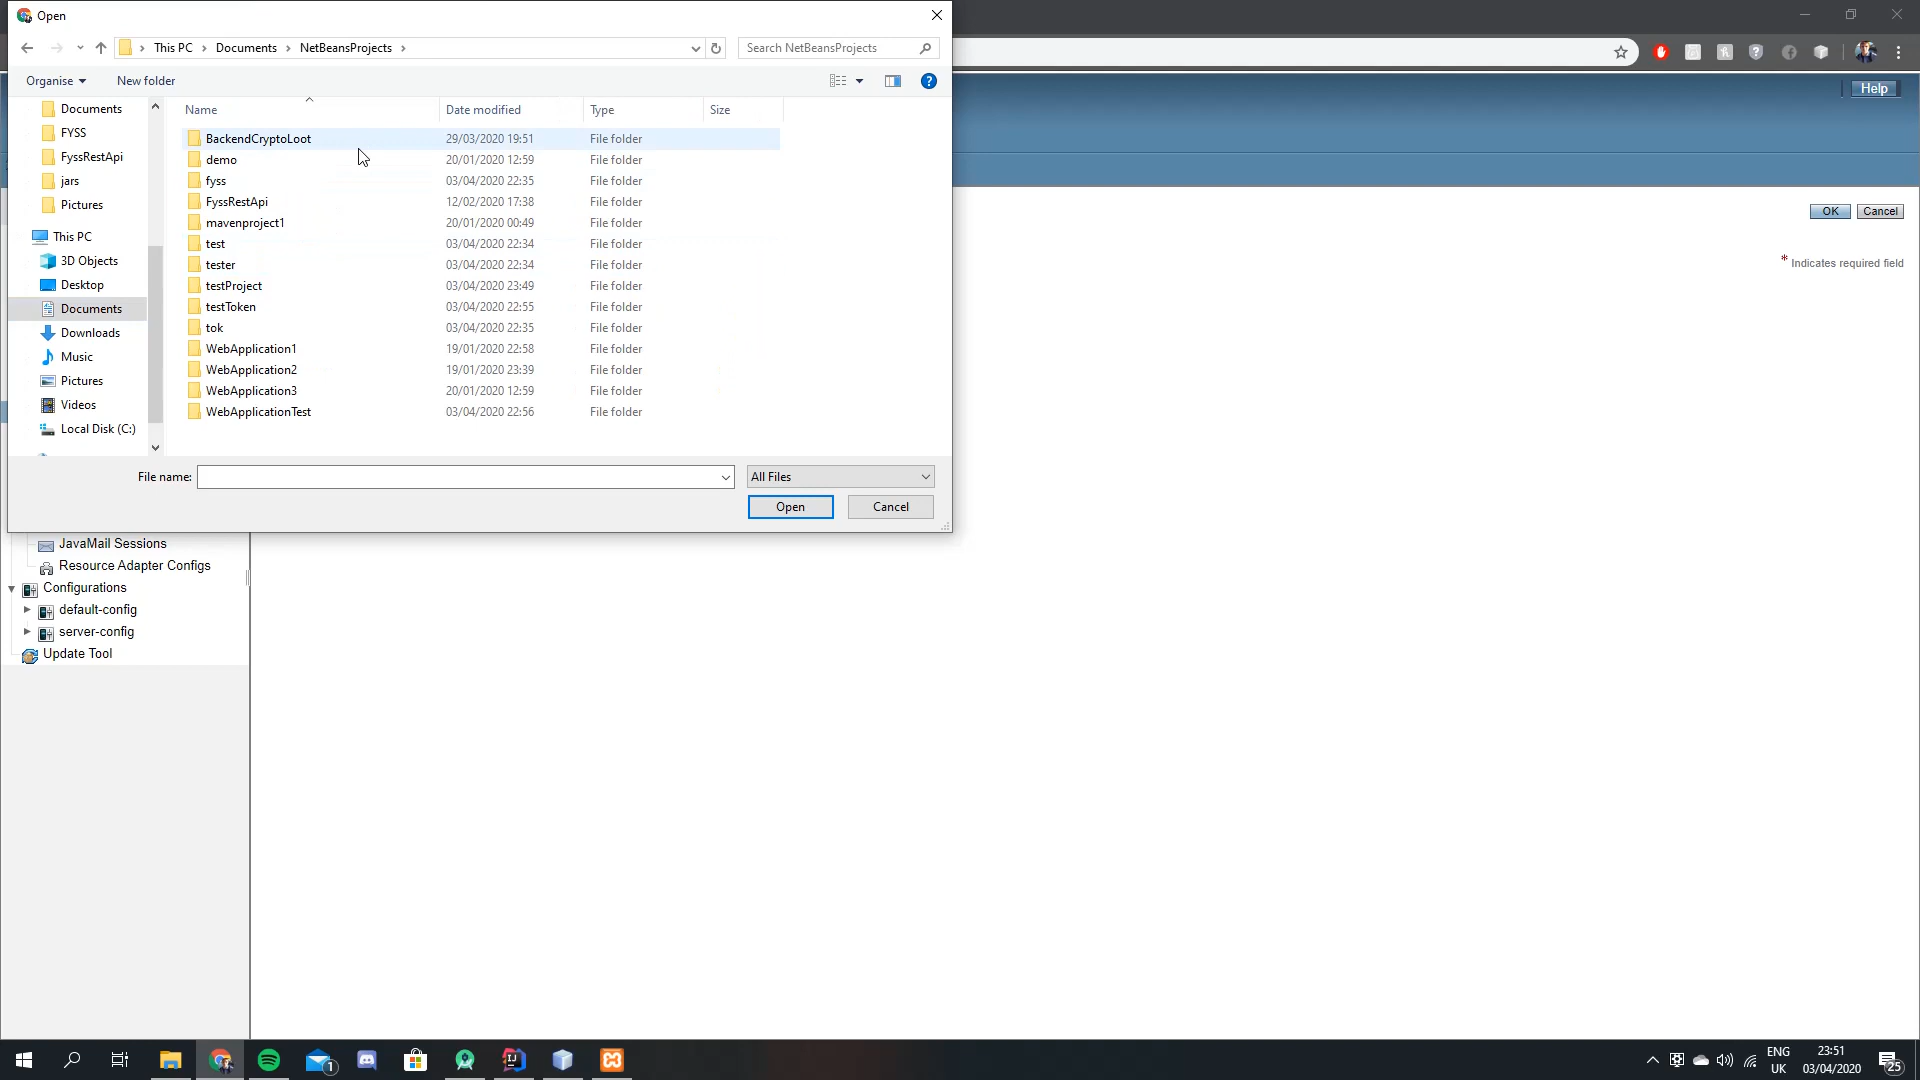 Open
This PC > Documents > NetBeansProjects >
Search NetBeansProjects
Organise
New folder
Help
Name Date modified Type Size
Documents
FYSS
FyssRestApi
jars
Pictures
This PC
3D Objects
Desktop
Documents
Downloads
Music
Pictures
Videos
Local Disk (C:)
BackendCryptoLoot 29/03/2020 19:51 File folder
demo 20/01/2020 12:59 File folder
fyss 03/04/2020 22:35 File folder
FyssRestApi 12/02/2020 17:38 File folder
mavenproject1 20/01/2020 00:49 File folder
test 03/04/2020 22:34 File folder
tester 03/04/2020 22:34 File folder
testProject 03/04/2020 23:49 File folder
testToken 03/04/2020 22:55 File folder
tok 03/04/2020 22:35 File folder
WebApplication1 19/01/2020 22:58 File folder
WebApplication2 19/01/2020 23:39 File folder
WebApplication3 20/01/2020 12:59 File folder
WebApplicationTest 03/04/2020 22:56 File folder
OK Cancel
* Indicates required field
File name:
All Files
Open Cancel
JavaMail Sessions
Resource Adapter Configs
Configurations
default-config
server-config
Update Tool
1
ENG
UK
23:51
03/04/2020
25